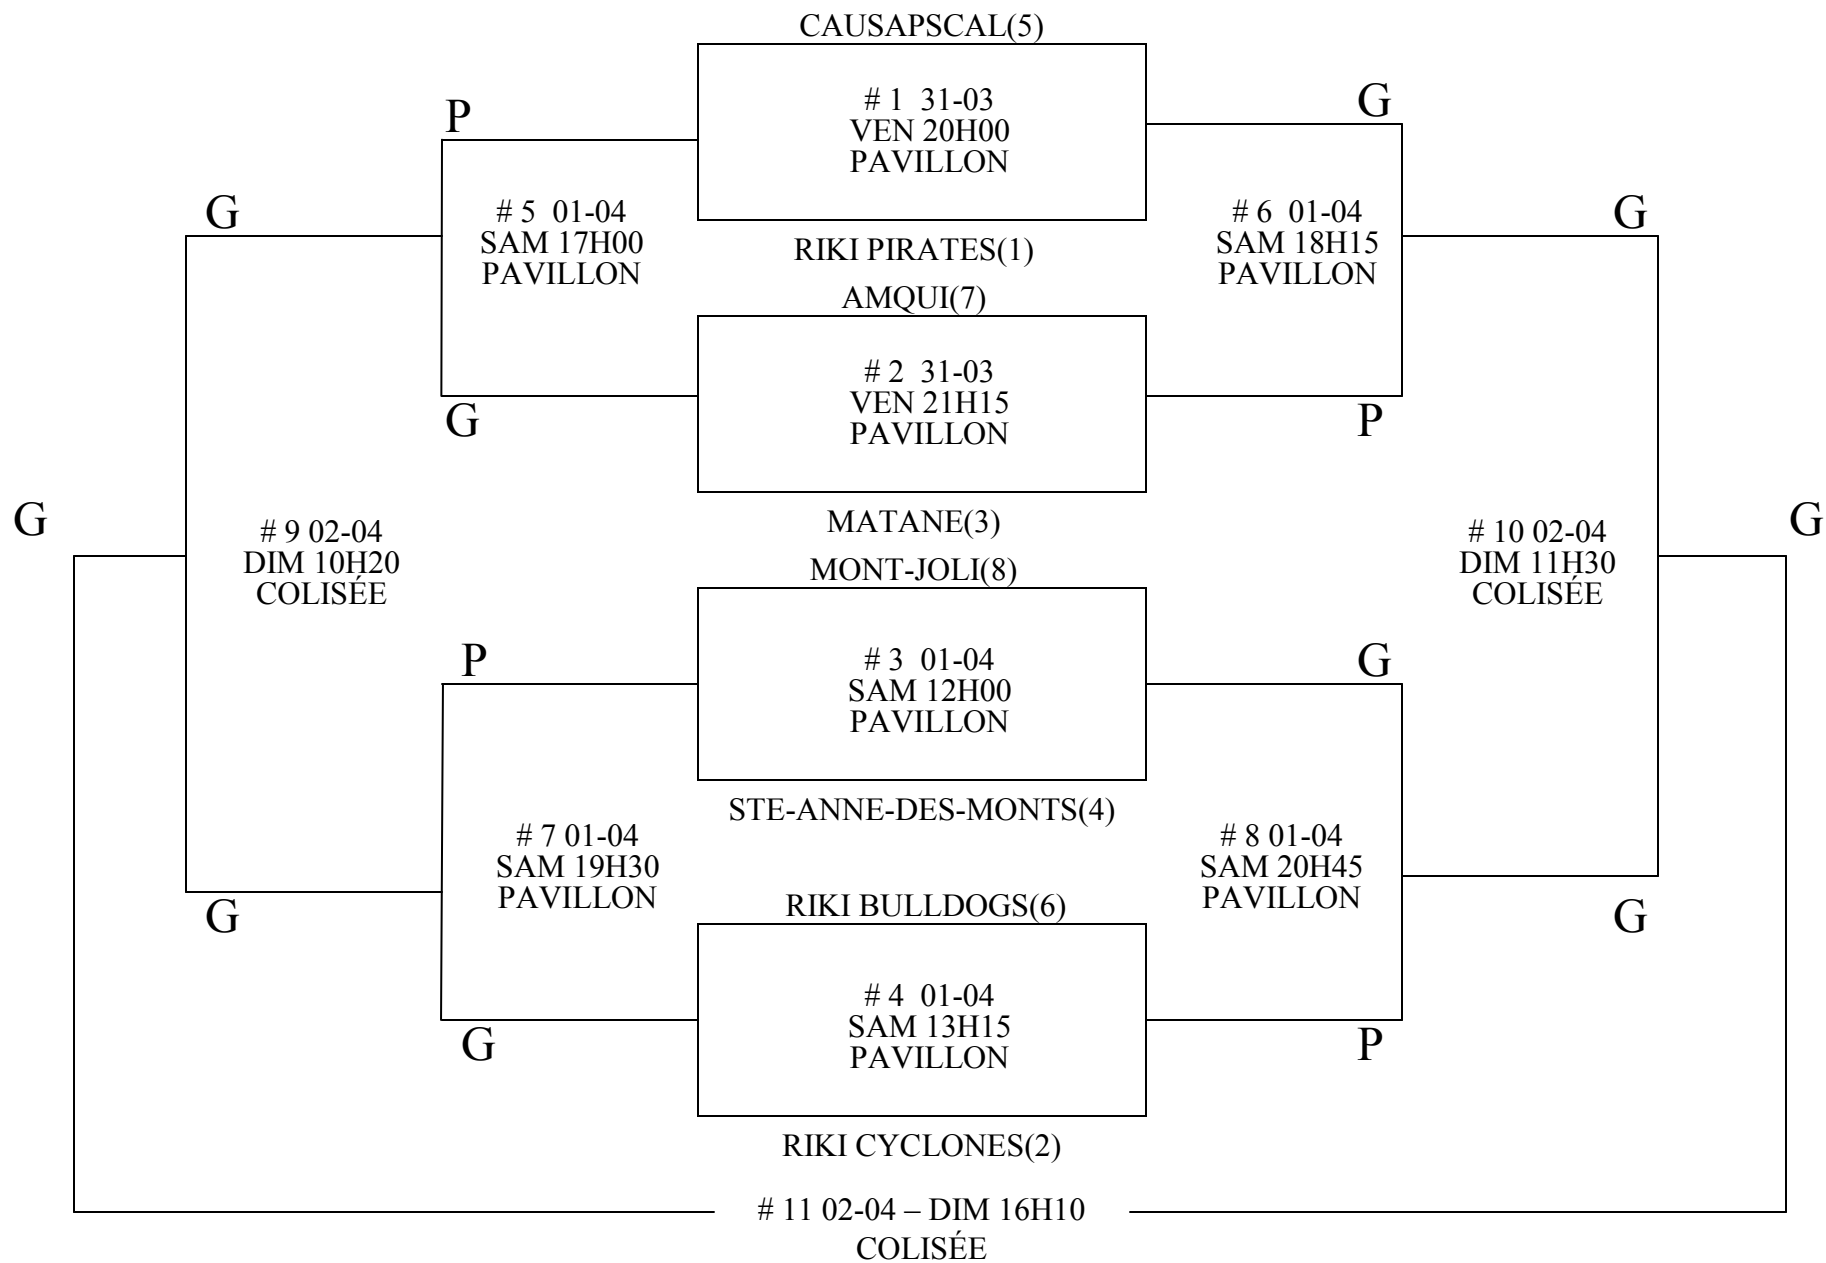 CAUSAPSCAL(5)
# 1  31-03
VEN 20H00
PAVILLON
P
G
# 5  01-04
SAM 17H00
PAVILLON
# 6  01-04
SAM 18H15
PAVILLON
G
G
RIKI PIRATES(1)
AMQUI(7)
# 2  31-03
VEN 21H15
PAVILLON
G
P
MATANE(3)
G
# 9 02-04
DIM 10H20
COLISÉE
# 10 02-04
DIM 11H30
COLISÉE
G
MONT-JOLI(8)
P
# 3  01-04
SAM 12H00
PAVILLON
G
STE-ANNE-DES-MONTS(4)
# 7 01-04
SAM 19H30
PAVILLON
# 8 01-04
SAM 20H45
PAVILLON
G
G
RIKI BULLDOGS(6)
# 4  01-04
SAM 13H15
PAVILLON
G
P
RIKI CYCLONES(2)
# 11 02-04 – DIM 16H10
COLISÉE